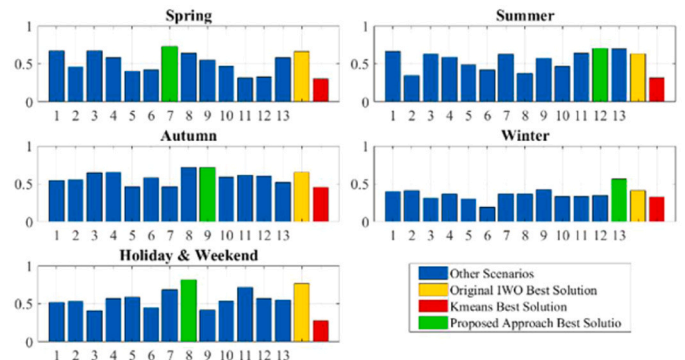 Spring
1
0.5
0
1 2 3 4 5 6 7 8 9 10 11 12 13
Summer
1
0.5
0
1 2 3 4 5 6 7 8 9 10 11 12 13
Autumn
1
0.5
0
1 2 3 4 5 6 7 8 9 10 11 12 13
Winter
1
0.5
0
1 2 3 4 5 6 7 8 9 10 11 12 13
Holiday & Weekend
1
0.5
0
1 2 3 4 5 6 7 8 9 10 11 12 13
Other Scenarios
Original IWO Best Solution
Kmeans Best Solution
Proposed Approach Best Solutio